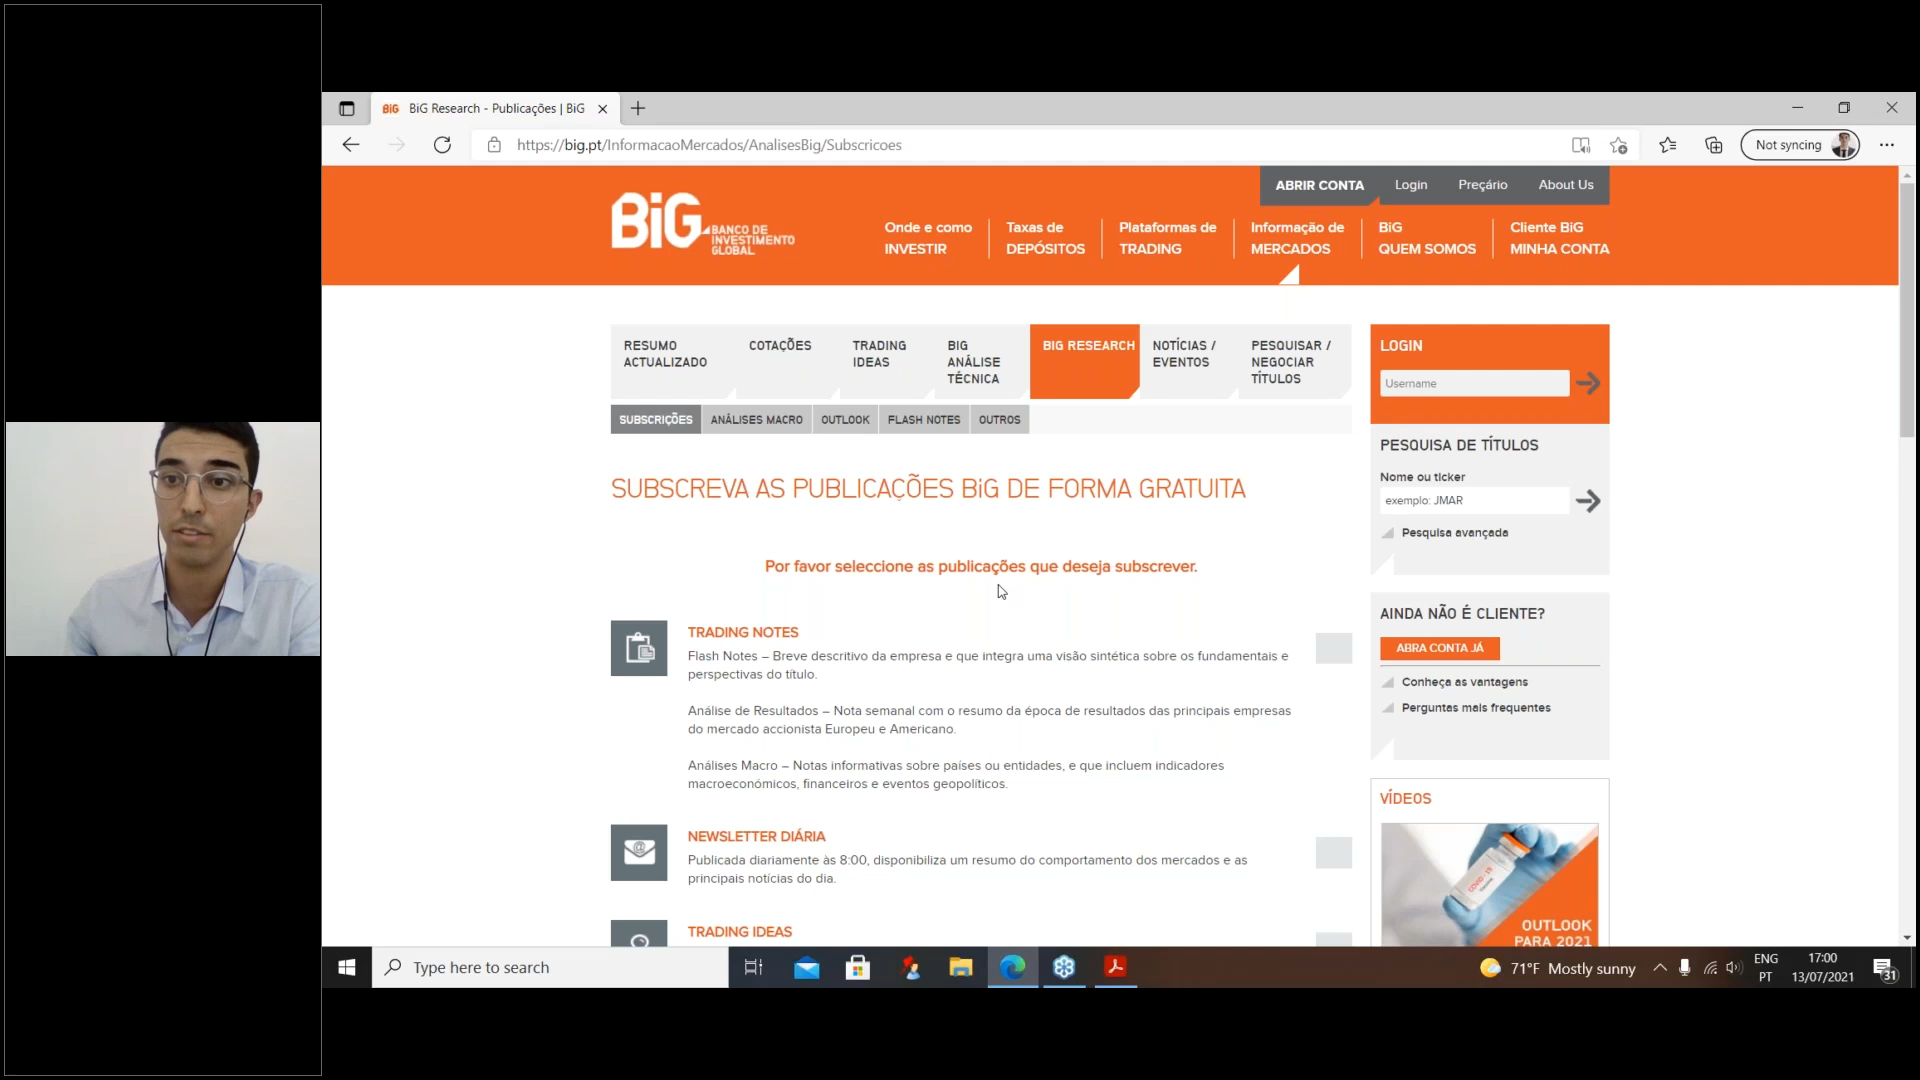 BiG BiG Research - Publicações | BiG
https://big.pt/InformacaoMercados/AnalisesBig/Subscricoes
Not syncing
ABRIR CONTA Login Preçário About Us
BiG BANCO DE
INVESTIMENTO
GLOBAL
Onde e como
INVESTIR
Taxas de
DEPÓSITOS
Plataformas de
TRADING
Informação de
MERCADOS
BiG
QUEM SOMOS
Cliente BiG
MINHA CONTA
RESUMO
ACTUALIZADO
COTAÇÕES
TRADING
IDEAS
BIG
ANÁLISE
TÉCNICA
BIG RESEARCH
NOTÍCIAS /
EVENTOS
PESQUISAR /
NEGOCIAR
TÍTULOS
SUBSCRIÇÕES ANÁLISES MACRO OUTLOOK FLASH NOTES OUTROS
SUBSCREVA AS PUBLICAÇÕES BiG DE FORMA GRATUITA
Por favor seleccione as publicações que deseja subscrever.
TRADING NOTES
Flash Notes – Breve descritivo da empresa e que integra uma visão sintética sobre os fundamentais e
perspectivas do título.
Análise de Resultados – Nota semanal com o resumo da época de resultados das principais empresas
do mercado accionista Europeu e Americano.
Análises Macro – Notas informativas sobre países ou entidades, e que incluem indicadores
macroeconómicos, financeiros e eventos geopolíticos.
NEWSLETTER DIÁRIA
Publicada diariamente às 8:00, disponibiliza um resumo do comportamento dos mercados e as
principais notícias do dia.
TRADING IDEAS
LOGIN
Username
PESQUISA DE TÍTULOS
Nome ou ticker
exemplo: JMAR
Pesquisa avançada
AINDA NÃO É CLIENTE?
ABRA CONTA JÁ
Conheça as vantagens
Perguntas mais frequentes
VÍDEOS
COVID-19
OUTLOOK
PARA 2021
Type here to search
71°F Mostly sunny
ENG
PT
17:00
13/07/2021
31